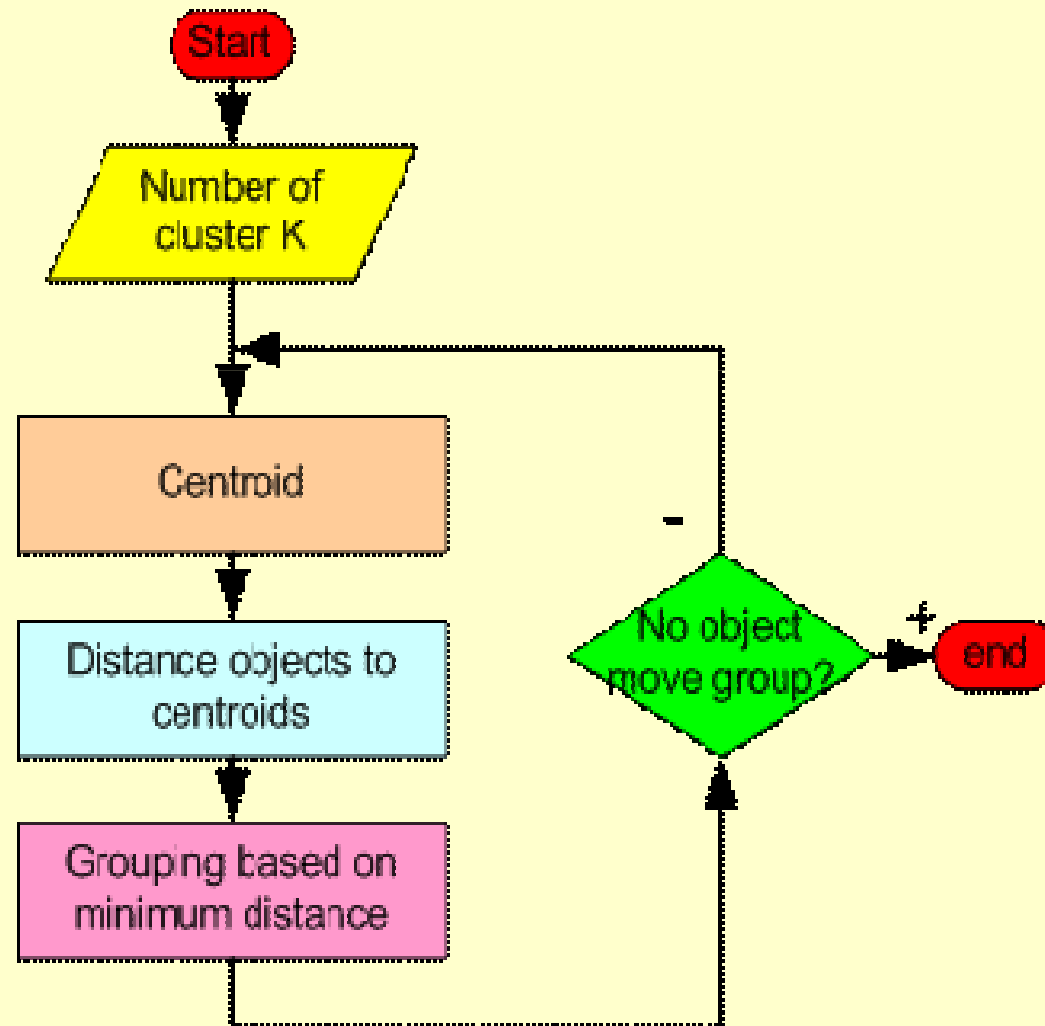 Start
Number of
cluster K
Centroid
Distance objects to
centroids
Grouping based on
minimum distance
-
No object
move group?
+
end